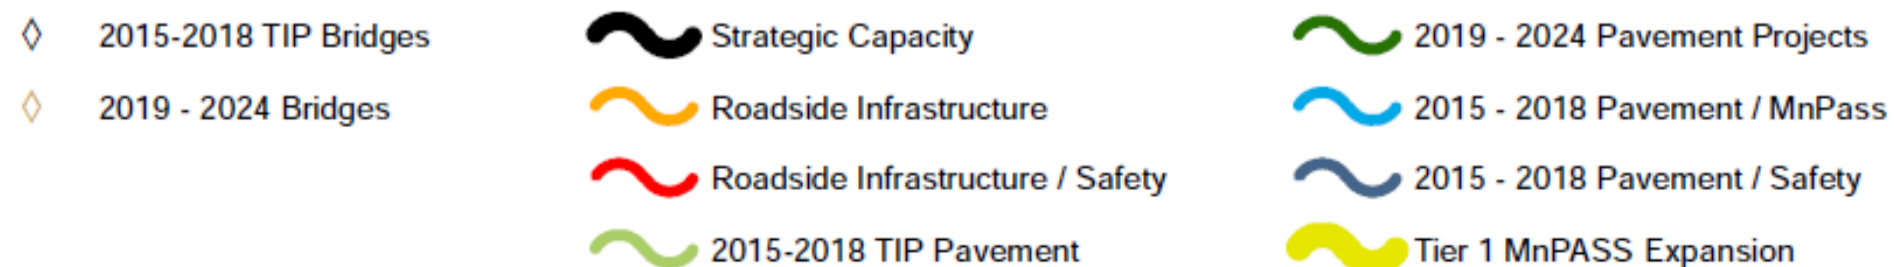 2015-2018 TIP Bridges
2019 - 2024 Bridges
Strategic Capacity
Roadside Infrastructure
Roadside Infrastructure / Safety
2015-2018 TIP Pavement
2019 - 2024 Pavement Projects
2015 - 2018 Pavement / MnPass
2015 - 2018 Pavement / Safety
Tier 1 MnPASS Expansion